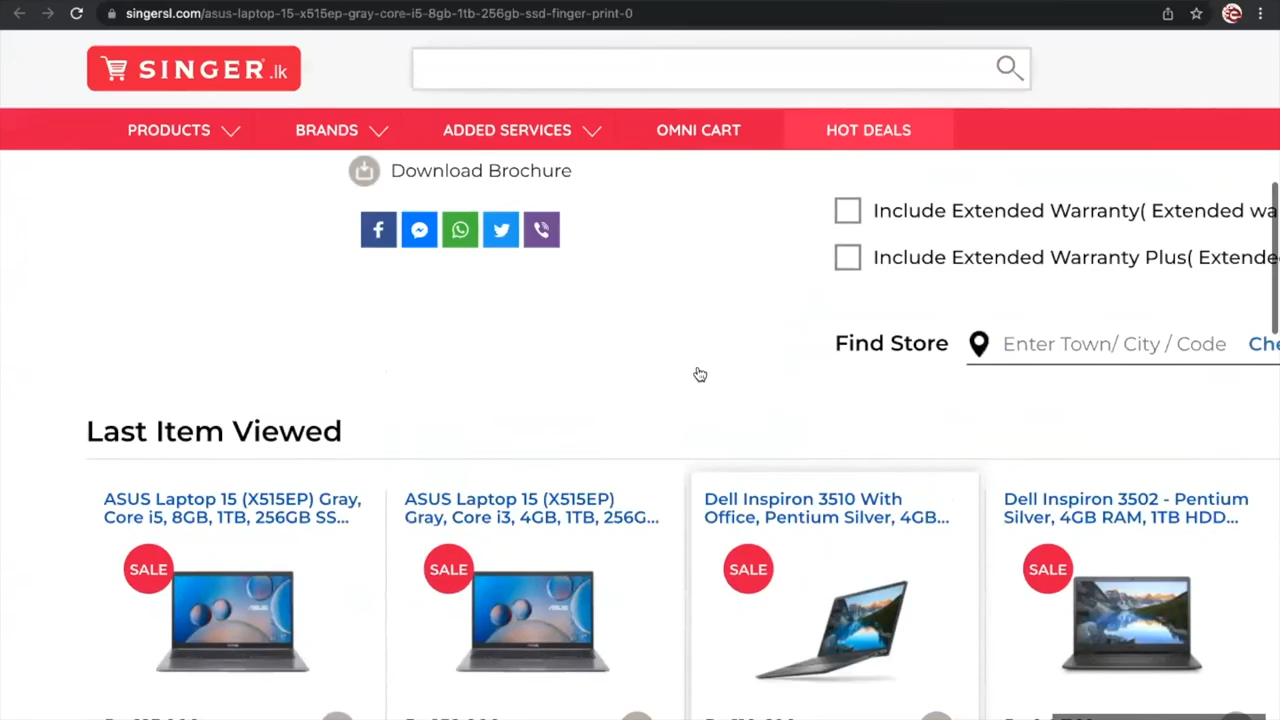 singersl.com/asus-laptop-15-x515ep-gray-core-i5-8gb-1tb-256gb-ssd-finger-print-0
SINGER.lk
PRODUCTS
BRANDS
ADDED SERVICES
OMNI CART
HOT DEALS
Download Brochure
Include Extended Warranty( Extended wa
Include Extended Warranty Plus( Extende
Find Store
Enter Town/ City / Code
Che
Last Item Viewed
ASUS Laptop 15 (X515EP) Gray,
Core i5, 8GB, 1TB, 256GB SS...
SALE
ASUS Laptop 15 (X515EP)
Gray, Core i3, 4GB, 1TB, 256G...
SALE
Dell Inspiron 3510 With
Office, Pentium Silver, 4GB...
SALE
Dell Inspiron 3502 - Pentium
Silver, 4GB RAM, 1TB HDD...
SALE